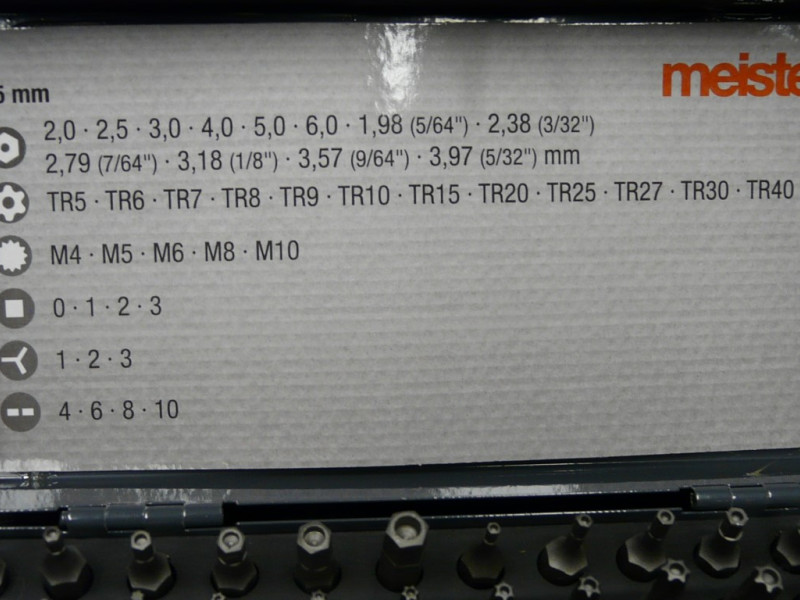 5 mm
meiste
2,0 · 2,5 · 3,0 · 4,0 · 5,0 · 6,0 · 1,98 (5/64") · 2,38 (3/32")
2,79 (7/64") · 3,18 (1/8") · 3,57 (9/64") · 3,97 (5/32") mm
TR5 · TR6 · TR7 · TR8 · TR9 · TR10 · TR15 · TR20 · TR25 · TR27 · TR30 · TR40
M4 · M5 · M6 · M8 · M10
0 · 1 · 2 · 3
1 · 2 · 3
4 · 6 · 8 · 10